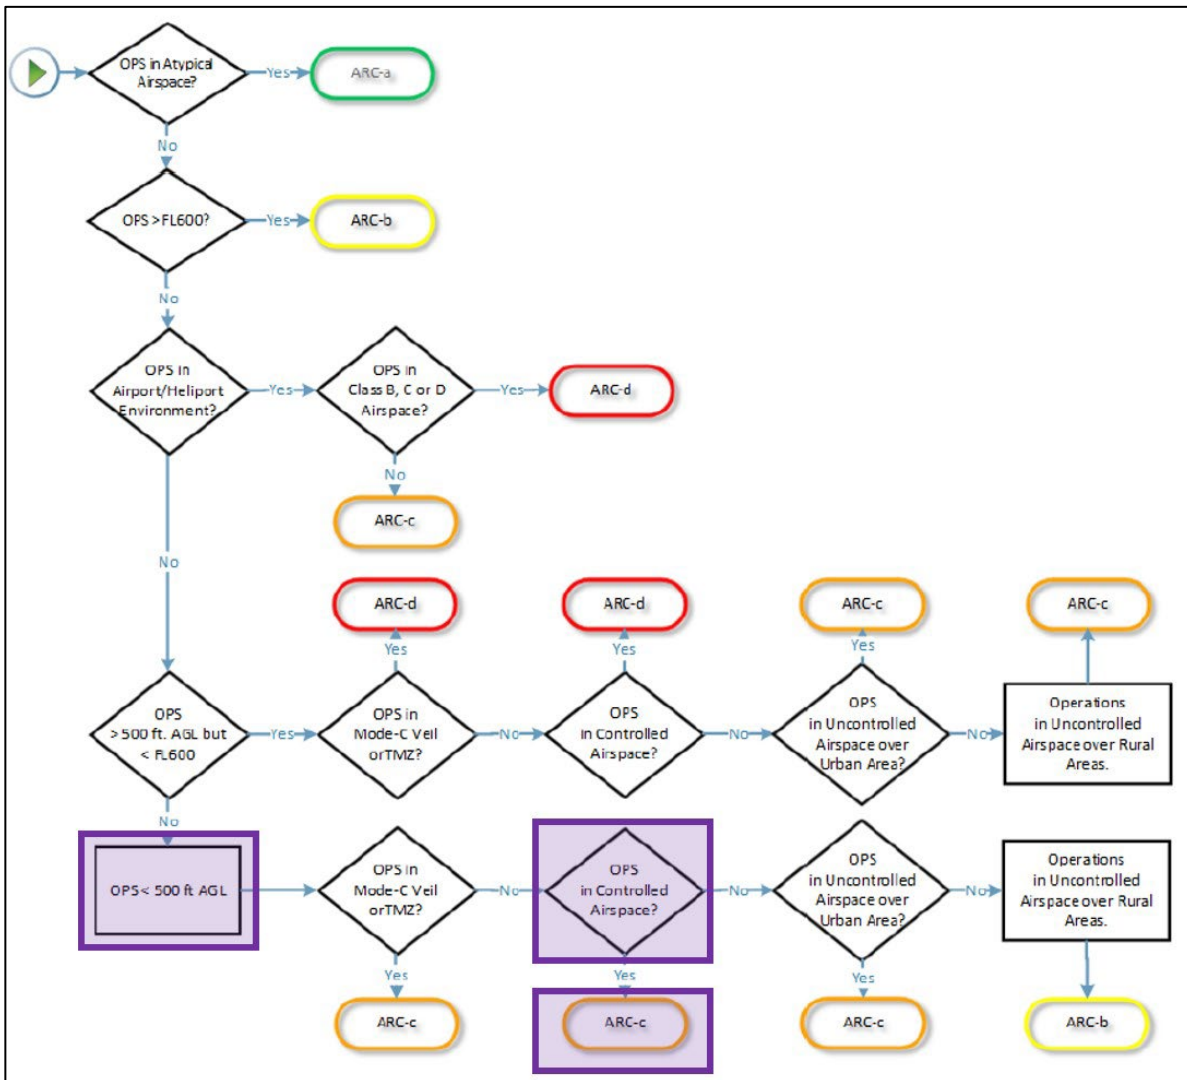 OPS in Atypical
Airspace?
Yes
ARC-a
No
OPS >FL600?
Yes
ARC-b
No
OPS in
Airport/Heliport
Environment?
Yes
OPS in
Class B, C or D
Airspace?
Yes
ARC-d
No
ARC-c
No
ARC-d
ARC-d
ARC-c
ARC-c
Yes
Yes
Yes
OPS
> 500 ft. AGL but
< FL600
Yes
OPS in
Mode-C Veil
orTMZ?
No
OPS
in Controlled
Airspace?
No
OPS
in Uncontrolled
Airspace over
Urban Area?
No
Operations
in Uncontrolled
Airspace over Rural
Areas.
No
OPS< 500 ft AGL
OPS in
Mode-C Veil
orTMZ?
No
OPS
in Controlled
Airspace?
No
OPS
in Uncontrolled
Airspace over
Urban Area?
No
Operations
in Uncontrolled
Airspace over Rural
Areas.
Yes
Yes
Yes
ARC-c
ARC-c
ARC-c
ARC-b